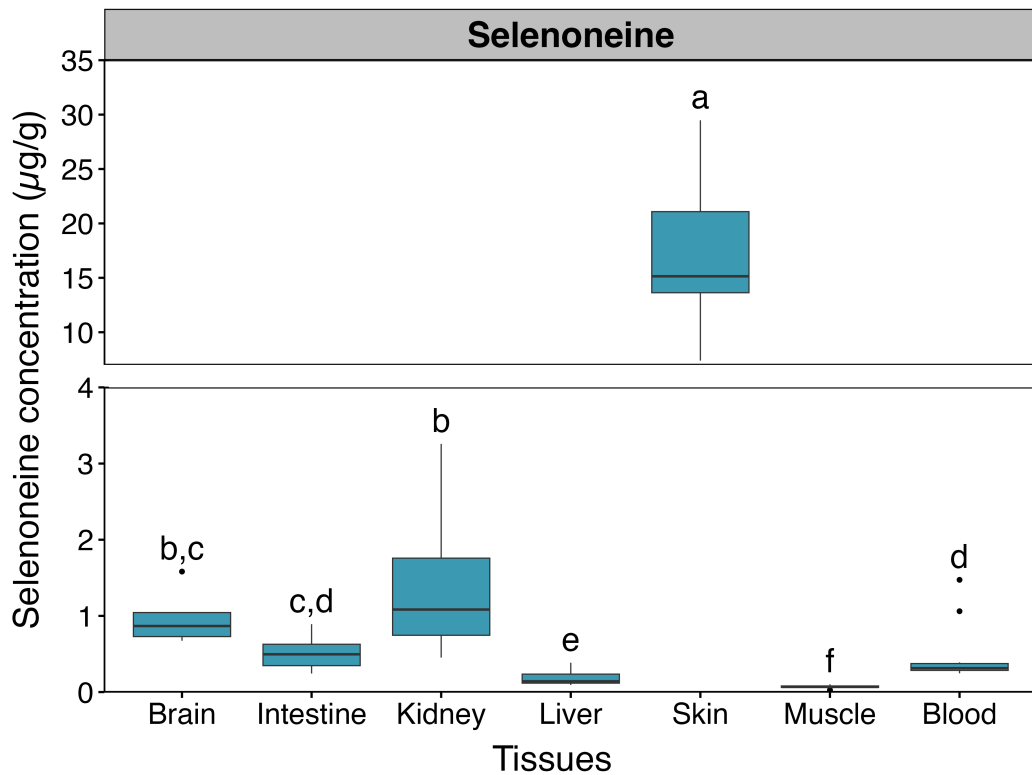 Selenoneine
Selenoneine concentration (µg/g)
35
30
25
20
15
10
a
4
3
2
1
0
b,c
c,d
b
e
f
d
Brain Intestine Kidney Liver Skin Muscle Blood
Tissues